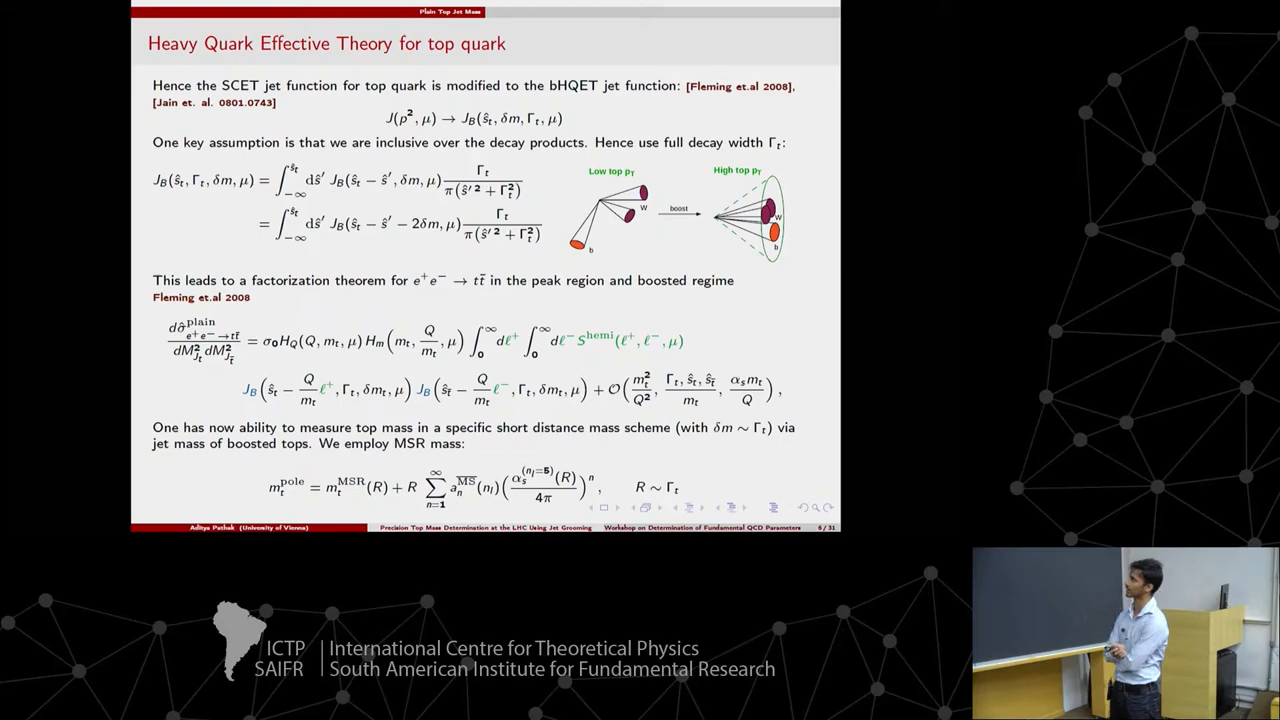 Plain Top Jet Mass
Heavy Quark Effective Theory for top quark
Hence the SCET jet function for top quark is modified to the bHQET jet function: [Fleming et.al 2008],
[Jain et. al. 0801.0743]
J(p², μ) → J_B(ŝ_t, δm, Γ_t, μ)
One key assumption is that we are inclusive over the decay products. Hence use full decay width Γ_t:
J_B(ŝ_t, Γ_t, δm, μ) = ∫_{-∞}^{ŝ_t} dŝ′ J_B(ŝ_t − ŝ′, δm, μ) Γ_t / π(ŝ′² + Γ_t²)
= ∫_{-∞}^{ŝ_t} dŝ′ J_B(ŝ_t − ŝ′ − 2δm, μ) Γ_t / π(ŝ′² + Γ_t²)
Low top p_T
W
b
boost
High top p_T
W
b
This leads to a factorization theorem for e⁺e⁻ → tt̄ in the peak region and boosted regime
Fleming et.al 2008
dσ̂^{plain}_{e⁺e⁻→tt̄} / dM²_{J_t} dM²_{J_t̄} = σ₀ H_Q(Q, m_t, μ) H_m(m_t, Q/m_t, μ) ∫_0^∞ dℓ⁺ ∫_0^∞ dℓ⁻ S^{hemi}(ℓ⁺, ℓ⁻, μ)
J_B(ŝ_t − Q/m_t ℓ⁺, Γ_t, δm_t, μ) J_B(ŝ_t̄ − Q/m_t ℓ⁻, Γ_t, δm_t, μ) + O(m_t²/Q², Γ_t, ŝ_t, ŝ_t̄/m_t, α_s m_t/Q) ,
One has now ability to measure top mass in a specific short distance mass scheme (with δm ∼ Γ_t) via
jet mass of boosted tops. We employ MSR mass:
m_t^{pole} = m_t^{MSR}(R) + R Σ_{n=1}^∞ a_n^{M̅S̅}(n_l) (α_s^{(n_l=5)}(R) / 4π)^n , R ∼ Γ_t
Aditya Pathak (University of Vienna) Precision Top Mass Determination at the LHC Using Jet Grooming Workshop on Determination of Fundamental QCD Parameters 6 / 31
ICTP International Centre for Theoretical Physics
SAIFR South American Institute for Fundamental Research